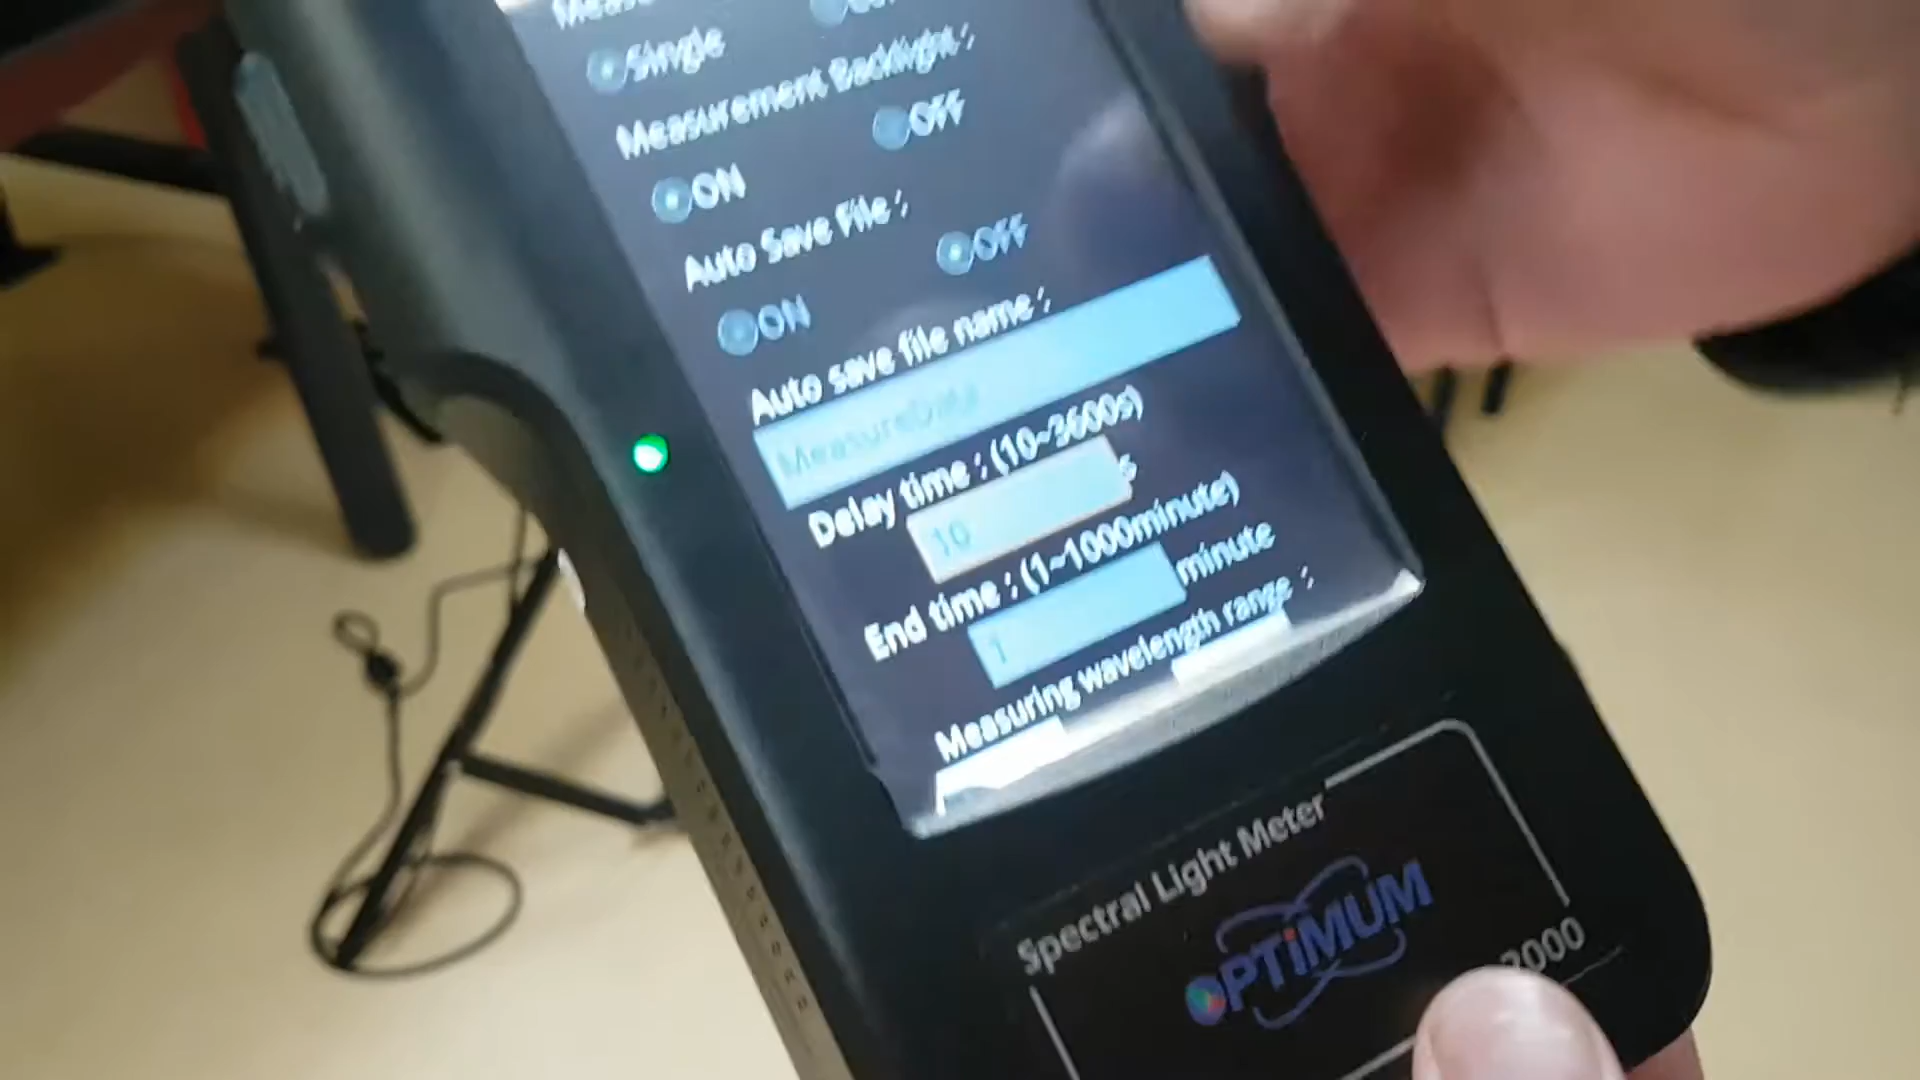 Single
Measurement Backlight :
ON OFF
Auto Save File :
ON OFF
Auto save file name :
MeasureData
Delay time : (10~3600s)
10 s
End time : (1~1000minute)
1 minute
Measuring wavelength range :
Spectral Light Meter
OPTiMUM